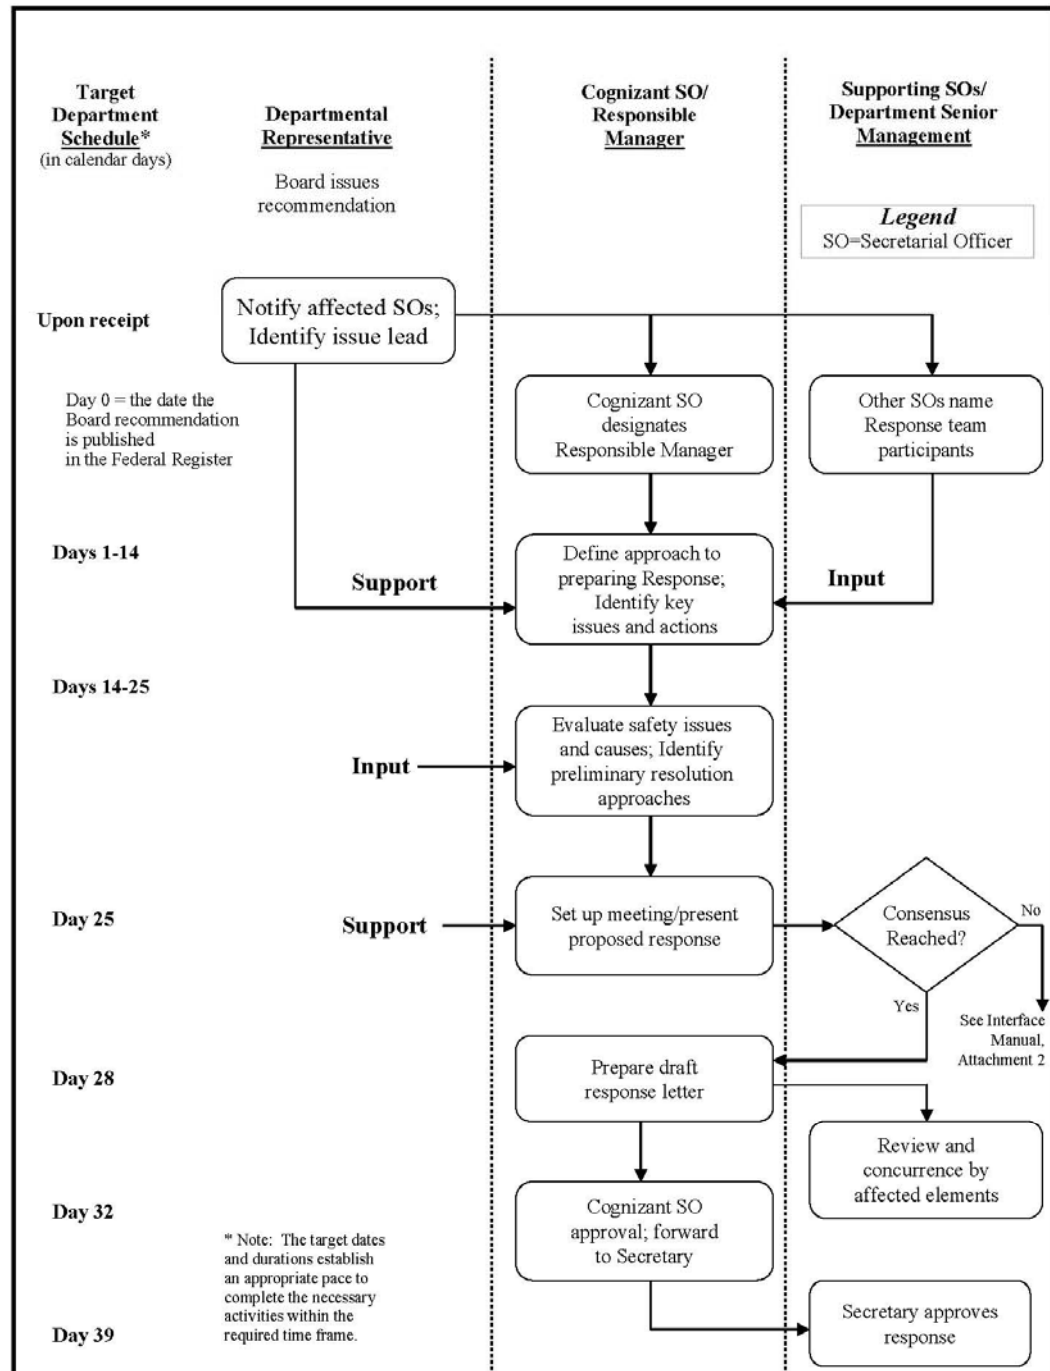 Target
Department
Schedule*
(in calendar days)
Departmental
Representative
Board issues
recommendation
Cognizant SO/
Responsible
Manager
Supporting SOs/
Department Senior
Management
Legend
SO=Secretarial Officer
Upon receipt
Notify affected SOs;
Identify issue lead
Day 0 = the date the
Board recommendation
is published
in the Federal Register
Cognizant SO
designates
Responsible Manager
Other SOs name
Response team
participants
Days 1-14
Support
Define approach to
preparing Response;
Identify key
issues and actions
Input
Days 14-25
Input
Evaluate safety issues
and causes; Identify
preliminary resolution
approaches
Day 25
Support
Set up meeting/present
proposed response
Consensus
Reached?
No
Yes
See Interface
Manual,
Attachment 2
Day 28
Prepare draft
response letter
Review and
concurrence by
affected elements
Day 32
Cognizant SO
approval; forward
to Secretary
* Note: The target dates
and durations establish
an appropriate pace to
complete the necessary
activities within the
required time frame.
Day 39
Secretary approves
response